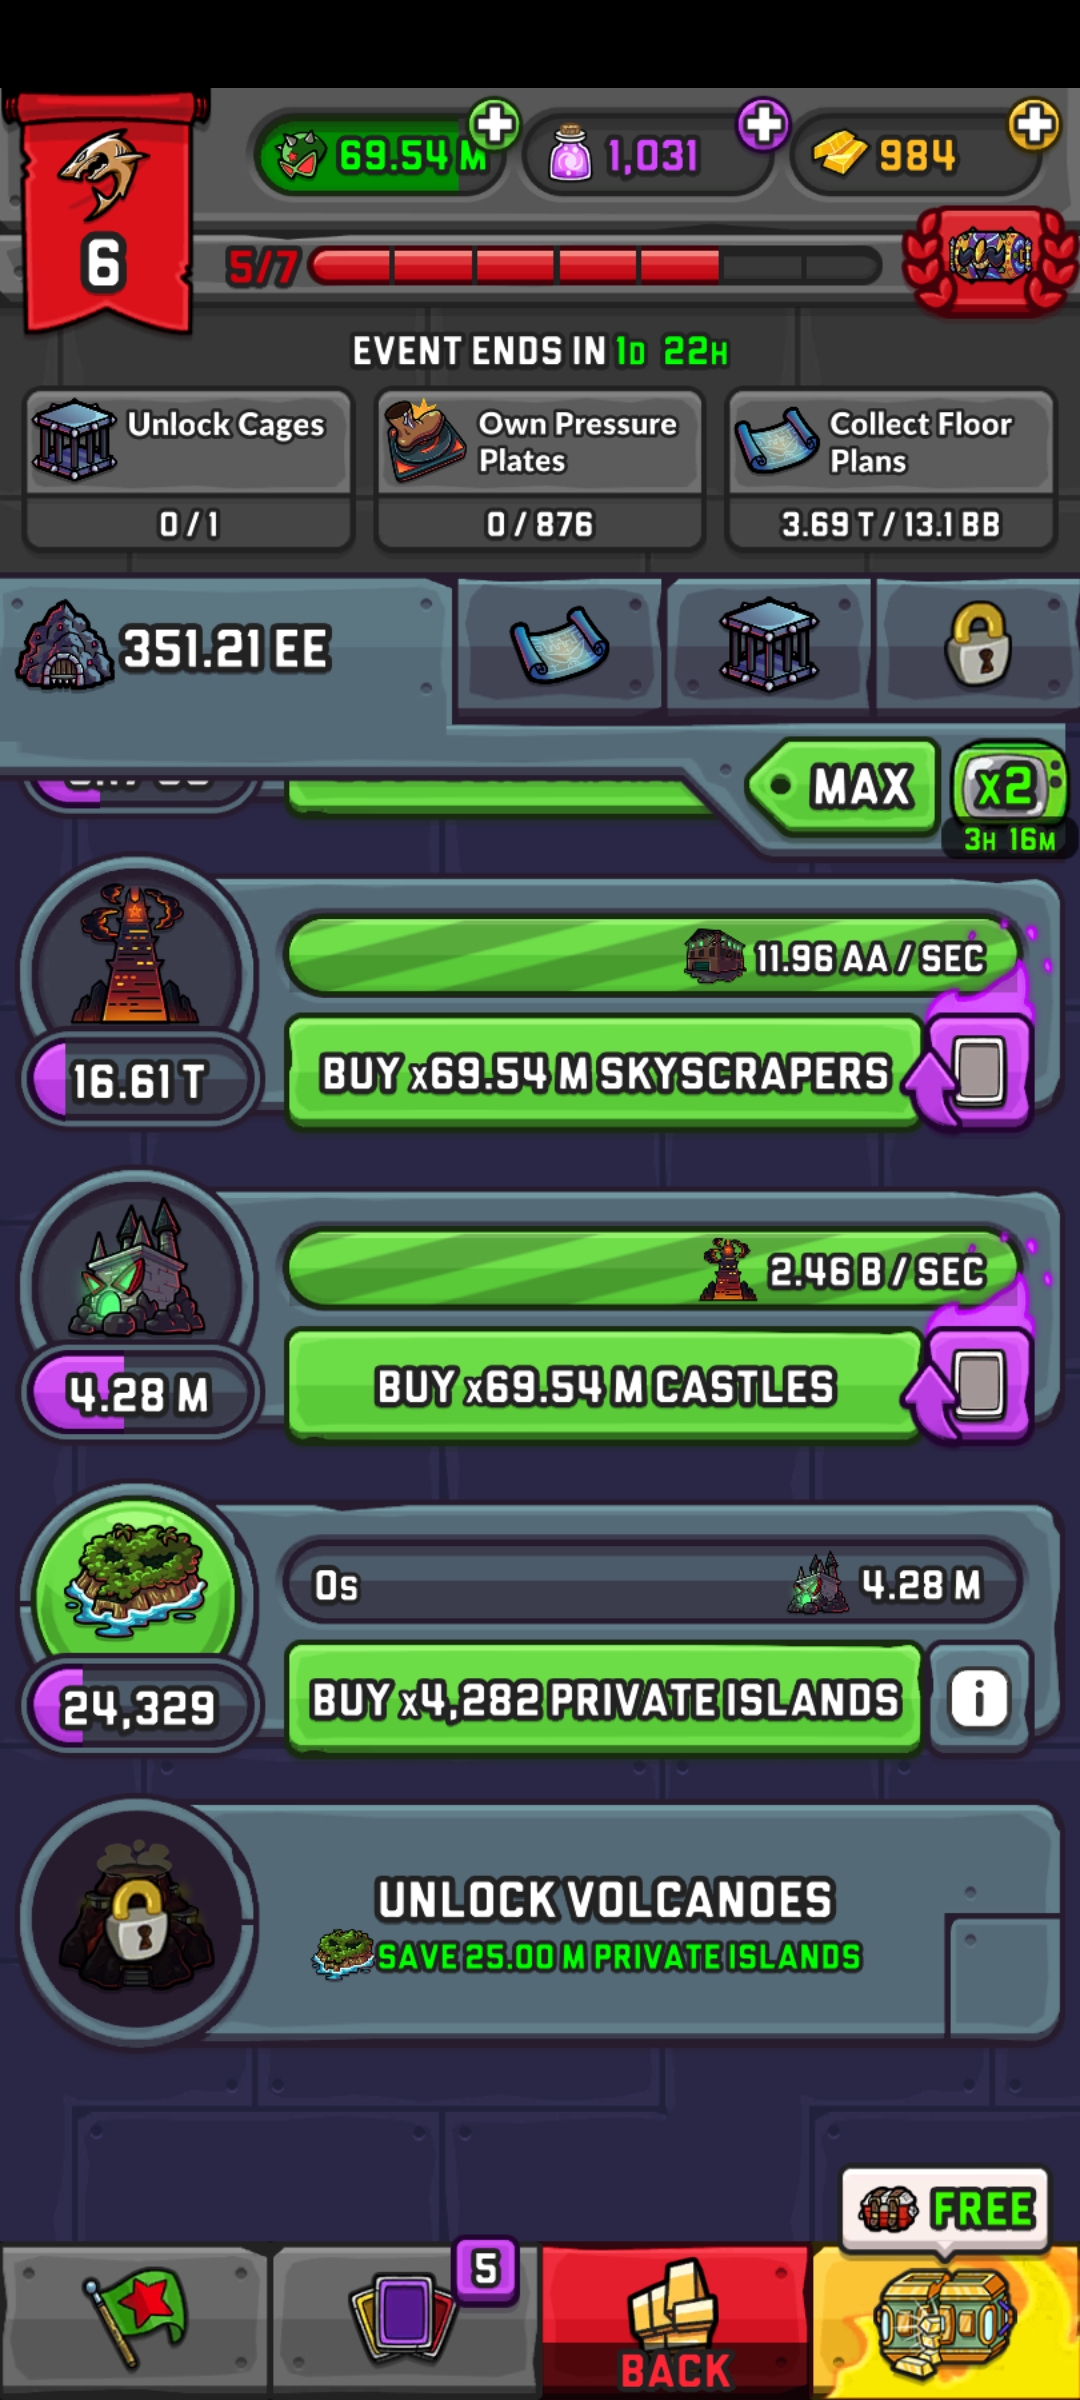 69.54 M
1,031
984
6
5/7
EVENT ENDS IN 1D 22H
Unlock Cages
0 / 1
Own Pressure
Plates
0 / 876
Collect Floor
Plans
3.69 T / 13.1 BB
351.21 EE
MAX
x2
3H 16M
11.96 AA / SEC
16.61 T
BUY x69.54 M SKYSCRAPERS
2.46 B / SEC
4.28 M
BUY x69.54 M CASTLES
0s
4.28 M
24,329
BUY x4,282 PRIVATE ISLANDS
i
UNLOCK VOLCANOES
SAVE 25.00 M PRIVATE ISLANDS
FREE
5
BACK